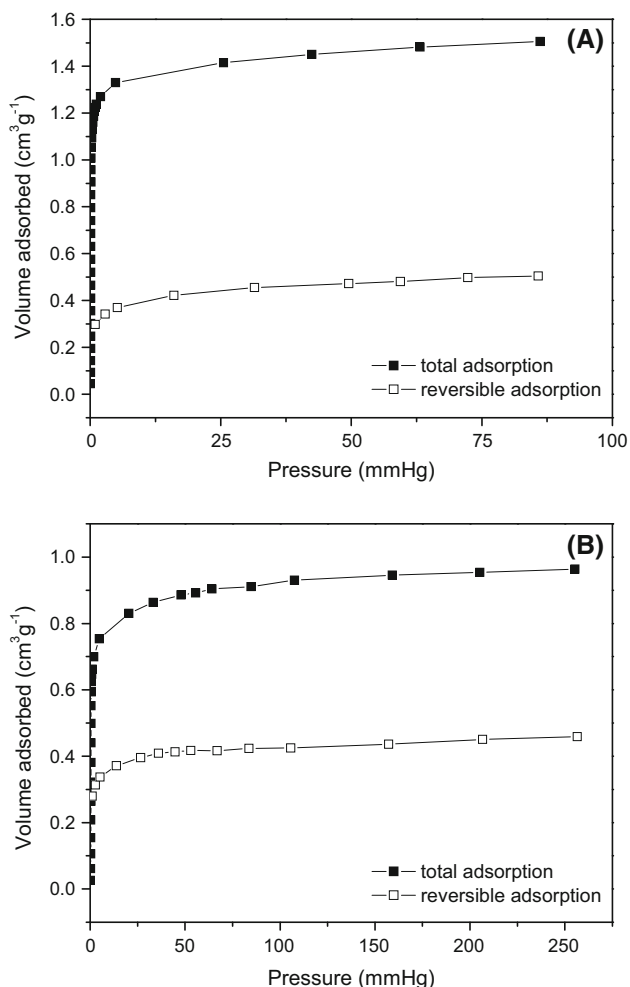 (A)
1.6
1.4
1.2
1.0
0.8
0.6
0.4
0.2
0.0
Volume adsorbed (cm³g⁻¹)
total adsorption
reversible adsorption
0 25 50 75 100
Pressure (mmHg)
(B)
1.0
0.8
0.6
0.4
0.2
0.0
Volume adsorbed (cm³g⁻¹)
total adsorption
reversible adsorption
0 50 100 150 200 250
Pressure (mmHg)